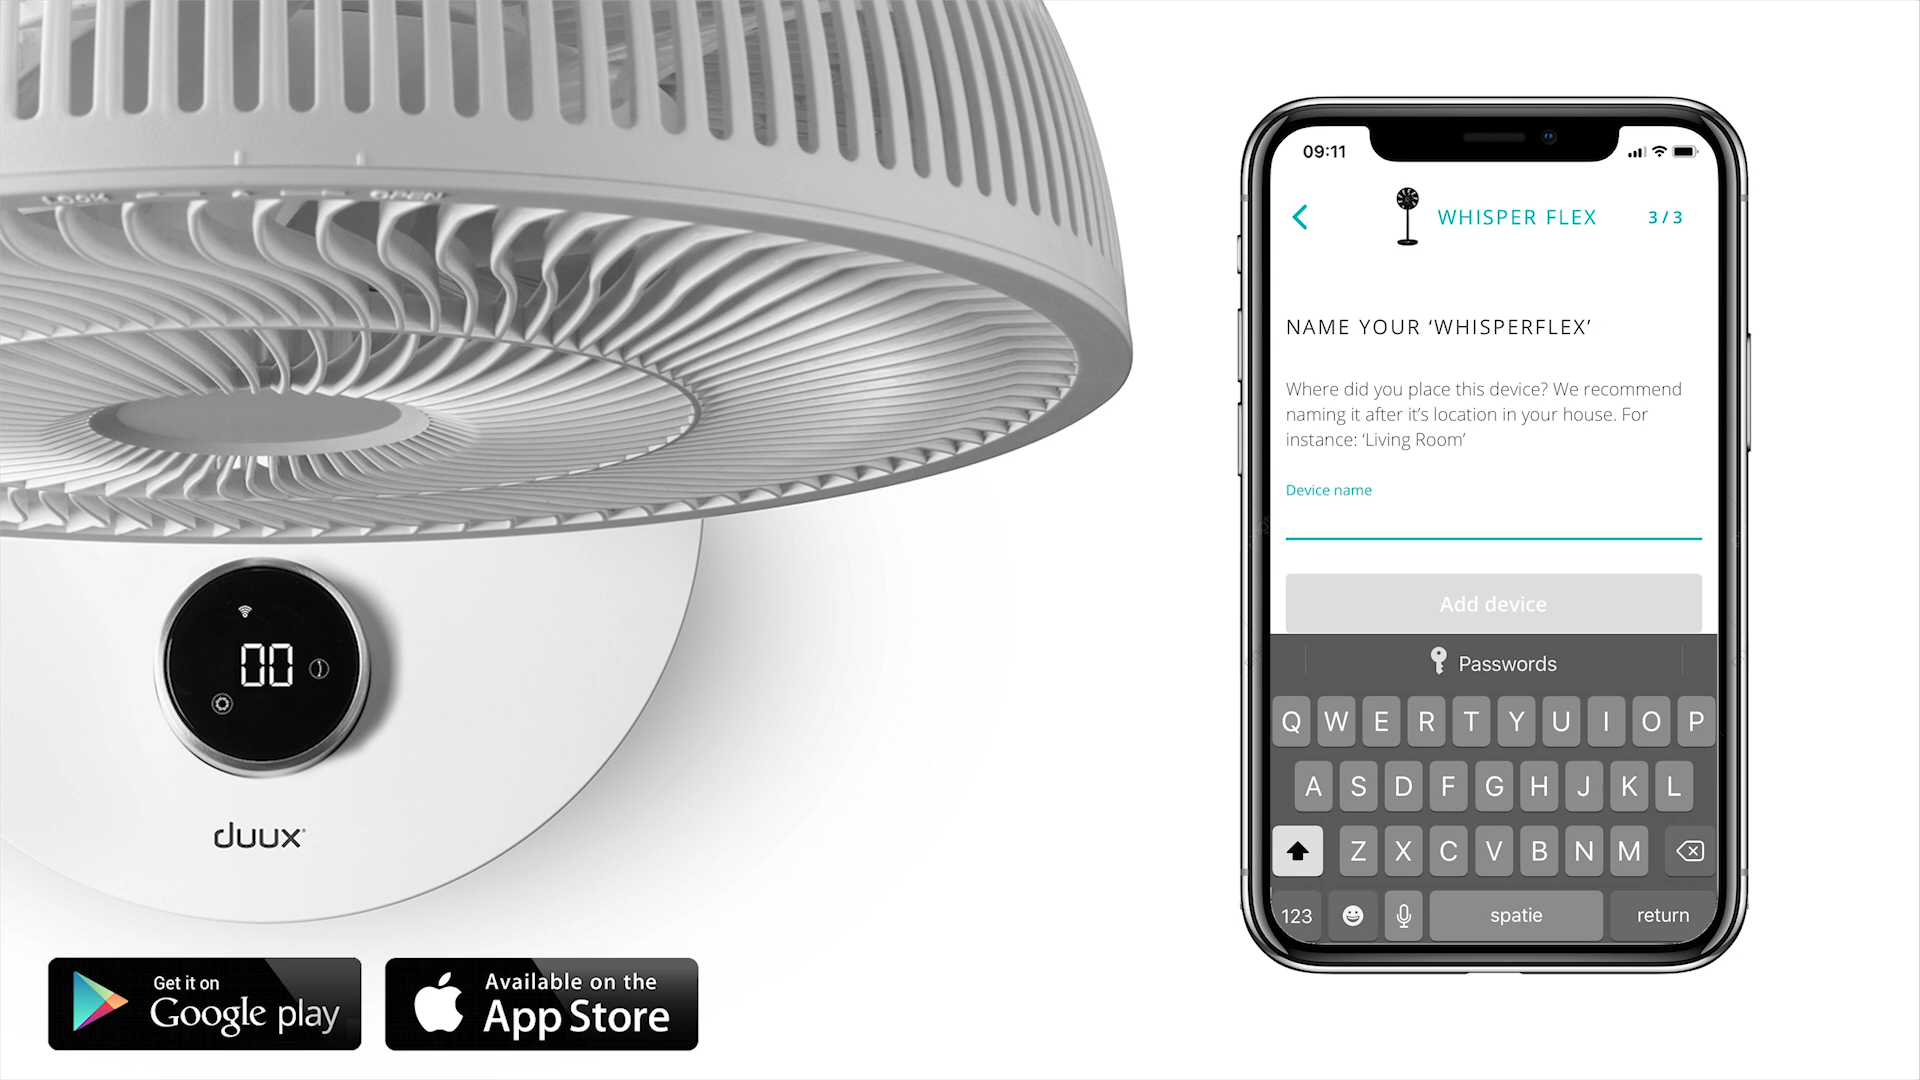 LOCK
OPEN
00
duux
Get it on
Google play
Available on the
App Store
09:11
WHISPER FLEX
3 / 3
NAME YOUR ‘WHISPERFLEX’
Where did you place this device? We recommend
naming it after it’s location in your house. For
instance: ‘Living Room’
Device name
Add device
Passwords
Q W E R T Y U I O P
A S D F G H J K L
Z X C V B N M
123
spatie
return